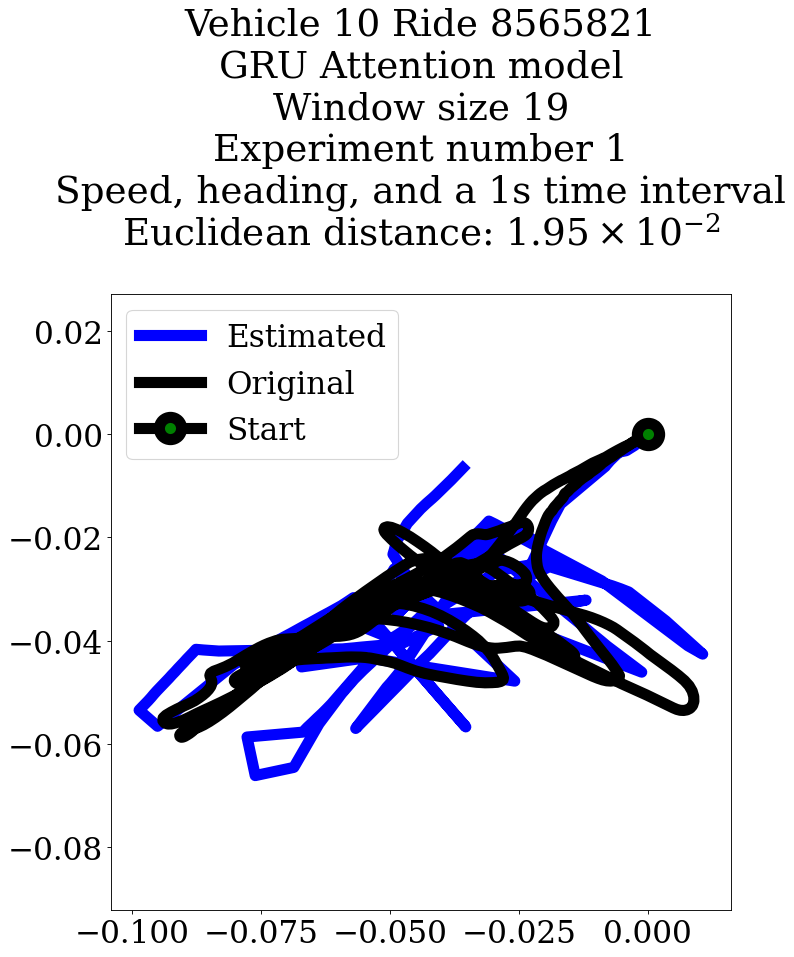 Vehicle 10 Ride 8565821
GRU Attention model
Window size 19
Experiment number 1
Speed, heading, and a 1s time interval
Euclidean distance: 1.95 × 10⁻²
Estimated
Original
Start
0.02
0.00
−0.02
−0.04
−0.06
−0.08
−0.100 −0.075 −0.050 −0.025 0.000